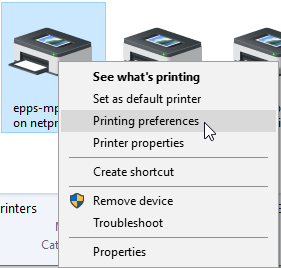 epps-mp
on netpr
See what's printing
Set as default printer
Printing preferences
Printer properties
Create shortcut
Remove device
Troubleshoot
Properties
rinters
Cat